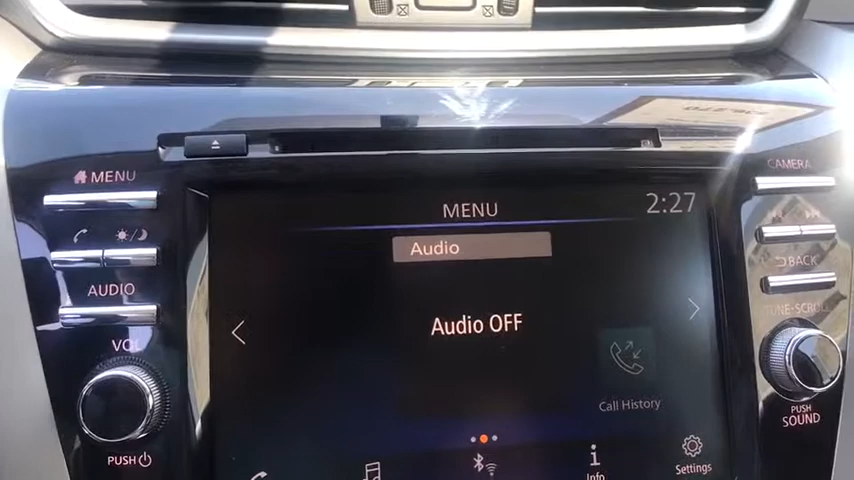 MENU
CAMERA
MENU
2:27
Audio
BACK
AUDIO
TUNE·SCROLL
Audio OFF
VOL
Call History
PUSH
SOUND
PUSH
Info
Settings